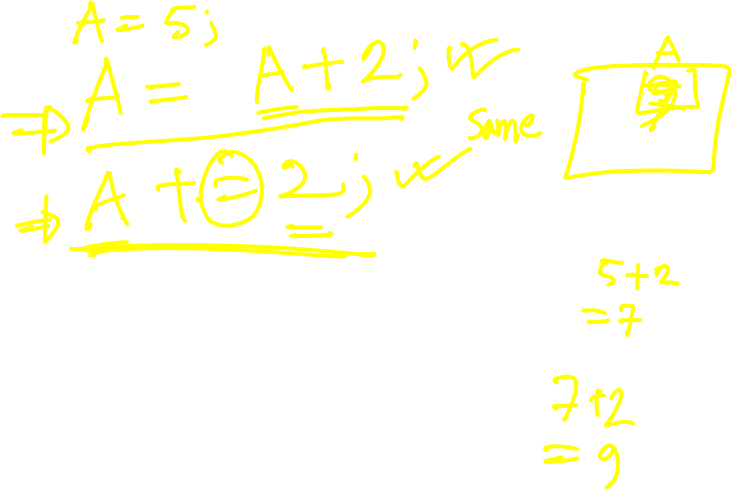 A = 5;
⇒ A = A + 2;
Same
⇒ A += 2;
A
5+2
= 7
7+2
= 9